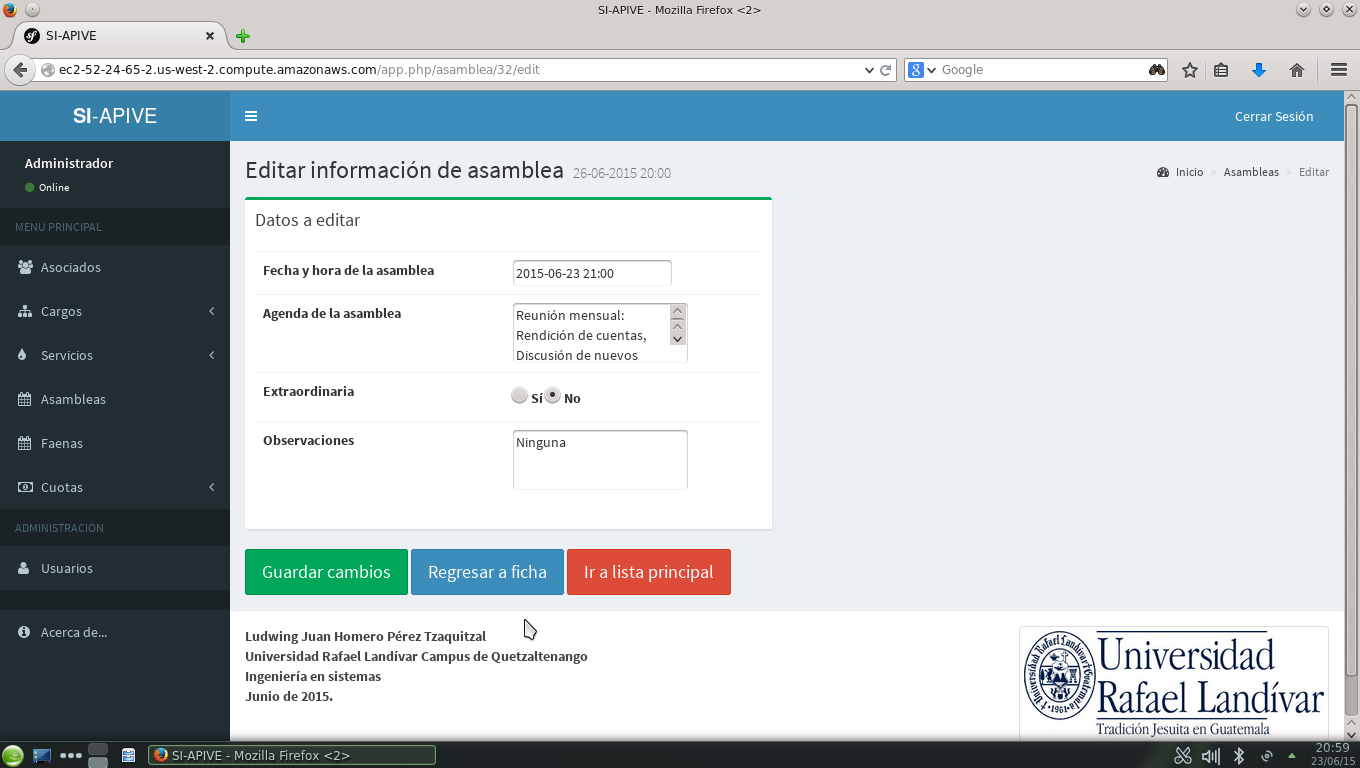 SI-APIVE - Mozilla Firefox <2>
SI-APIVE
ec2-52-24-65-2.us-west-2.compute.amazonaws.com/app.php/asamblea/32/edit
Google
SI-APIVE
Cerrar Sesión
Administrador
Online
MENÚ PRINCIPAL
Asociados
Cargos
Servicios
Asambleas
Faenas
Cuotas
ADMINISTRACIÓN
Usuarios
Acerca de...
Editar información de asamblea 26-06-2015 20:00
Inicio > Asambleas > Editar
Datos a editar
Fecha y hora de la asamblea 2015-06-23 21:00
Agenda de la asamblea Reunión mensual:
Rendición de cuentas,
Discusión de nuevos
Extraordinaria Sí No
Observaciones Ninguna
Guardar cambios Regresar a ficha Ir a lista principal
Ludwing Juan Homero Pérez Tzaquitzal
Universidad Rafael Landívar Campus de Quetzaltenango
Ingeniería en sistemas
Junio de 2015.
Universidad
Rafael Landívar
Tradición Jesuita en Guatemala
SI-APIVE - Mozilla Firefox <2>
20:59
23/06/15